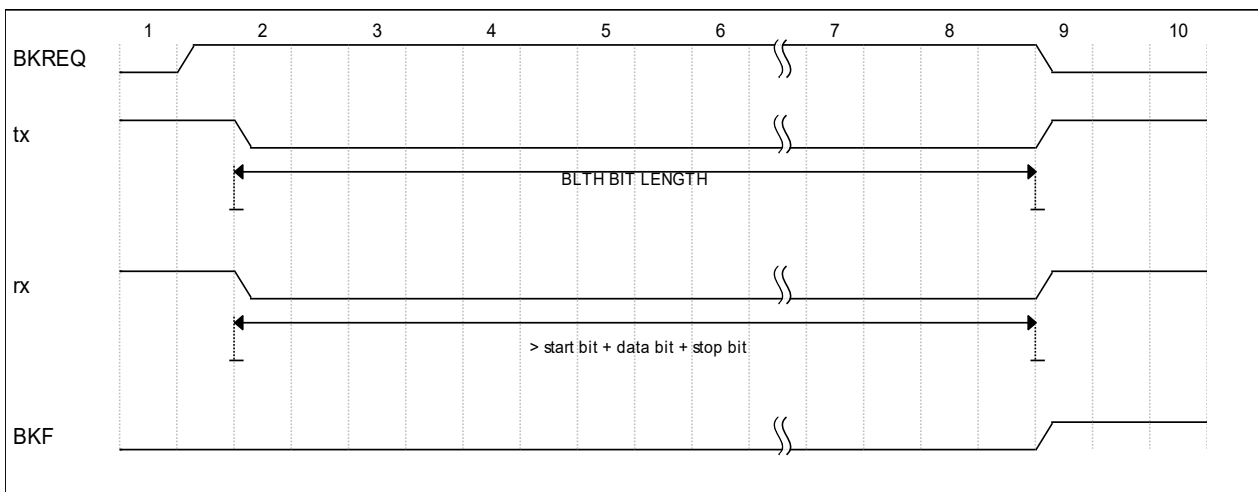 1 2 3 4 5 6 7 8 9 10
BKREQ
tx
BLTH BIT LENGTH
rx
> start bit + data bit + stop bit
BKF